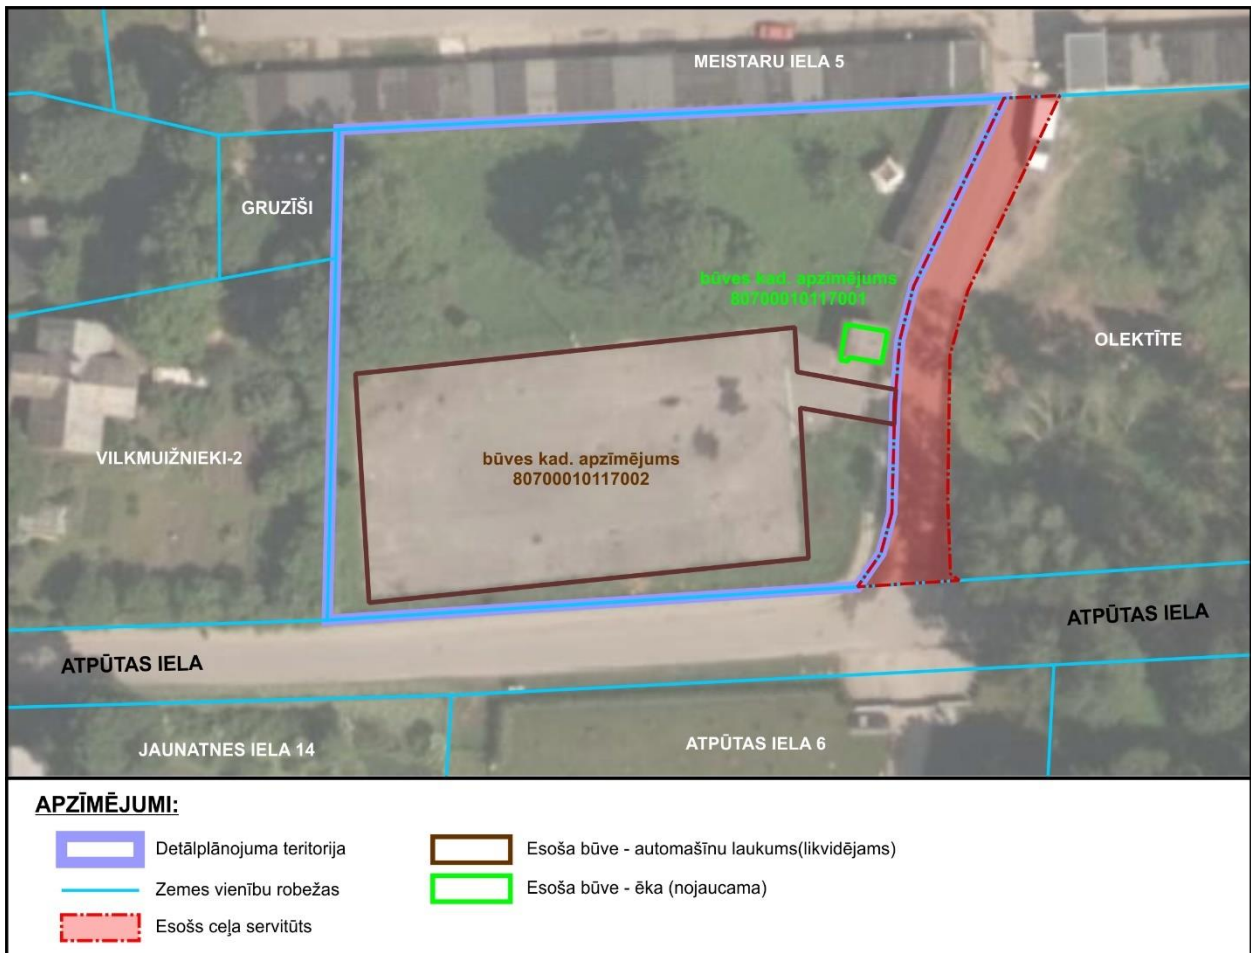 MEISTARU IELA 5
GRUZĪŠI
būves kad. apzīmējums
80700010117001
OLEKTĪTE
VILKMUIŽNIEKI-2
būves kad. apzīmējums
80700010117002
ATPŪTAS IELA
ATPŪTAS IELA
JAUNATNES IELA 14
ATPŪTAS IELA 6
APZĪMĒJUMI:
Detālplānojuma teritorija
Zemes vienību robežas
Esošs ceļa servitūts
Esoša būve - automašīnu laukums(likvidējams)
Esoša būve - ēka (nojaucama)